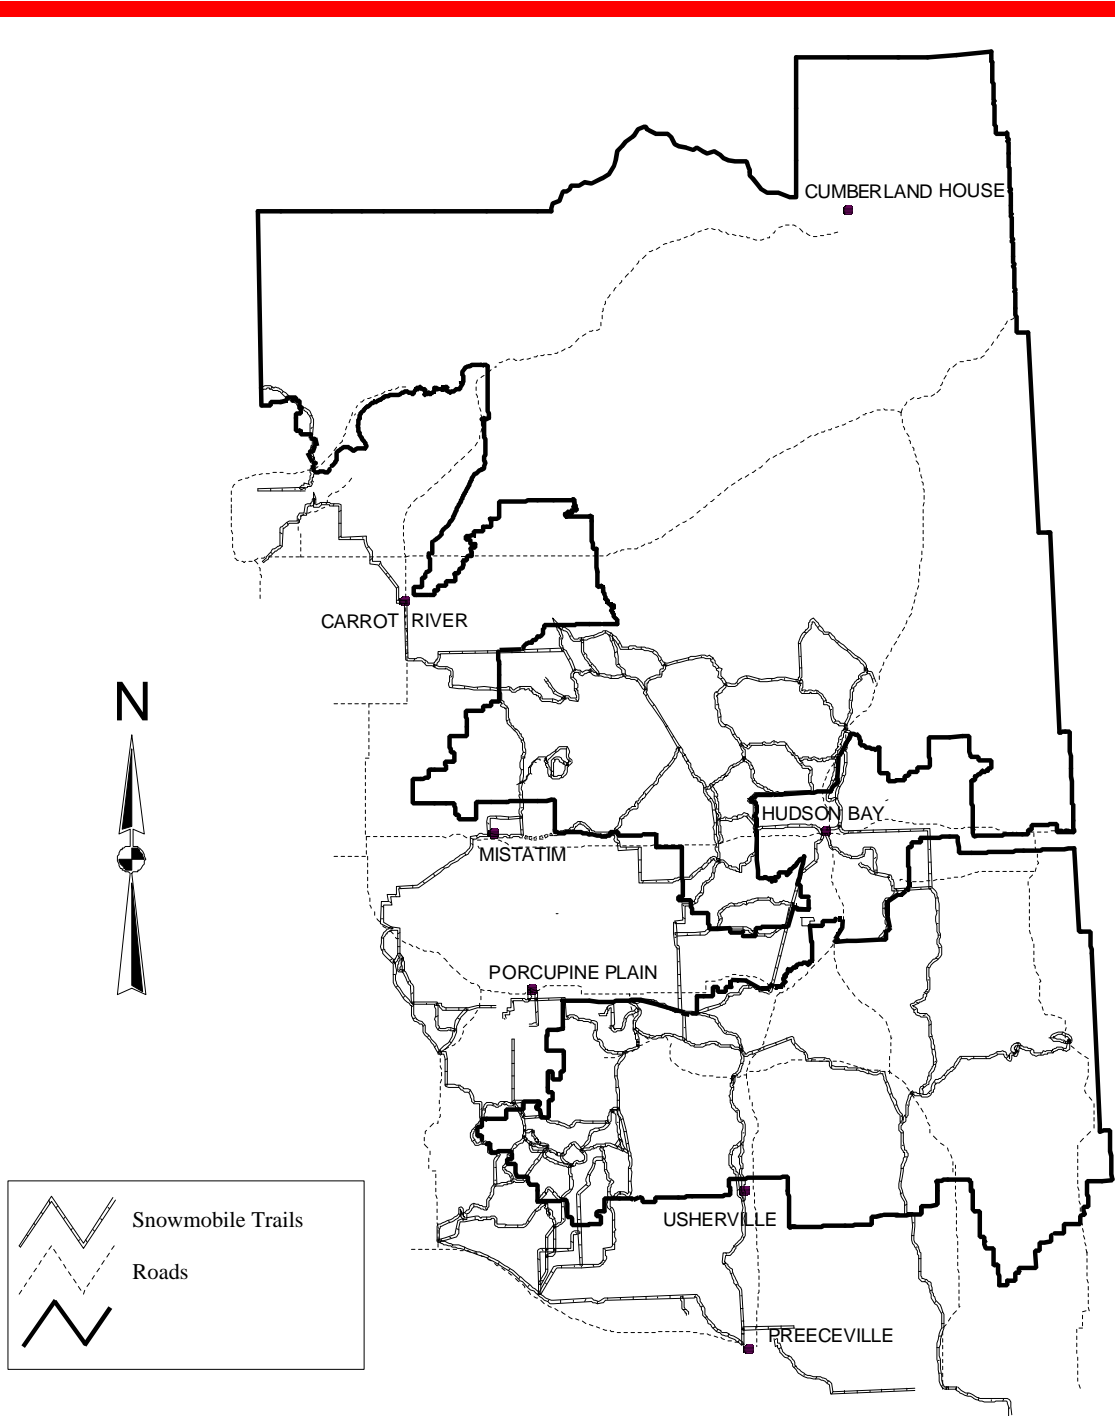 CUMBERLAND HOUSE
CARROT RIVER
N
HUDSON BAY
MISTATIM
PORCUPINE PLAIN
Snowmobile Trails
USHERVILLE
Roads
PREECEVILLE